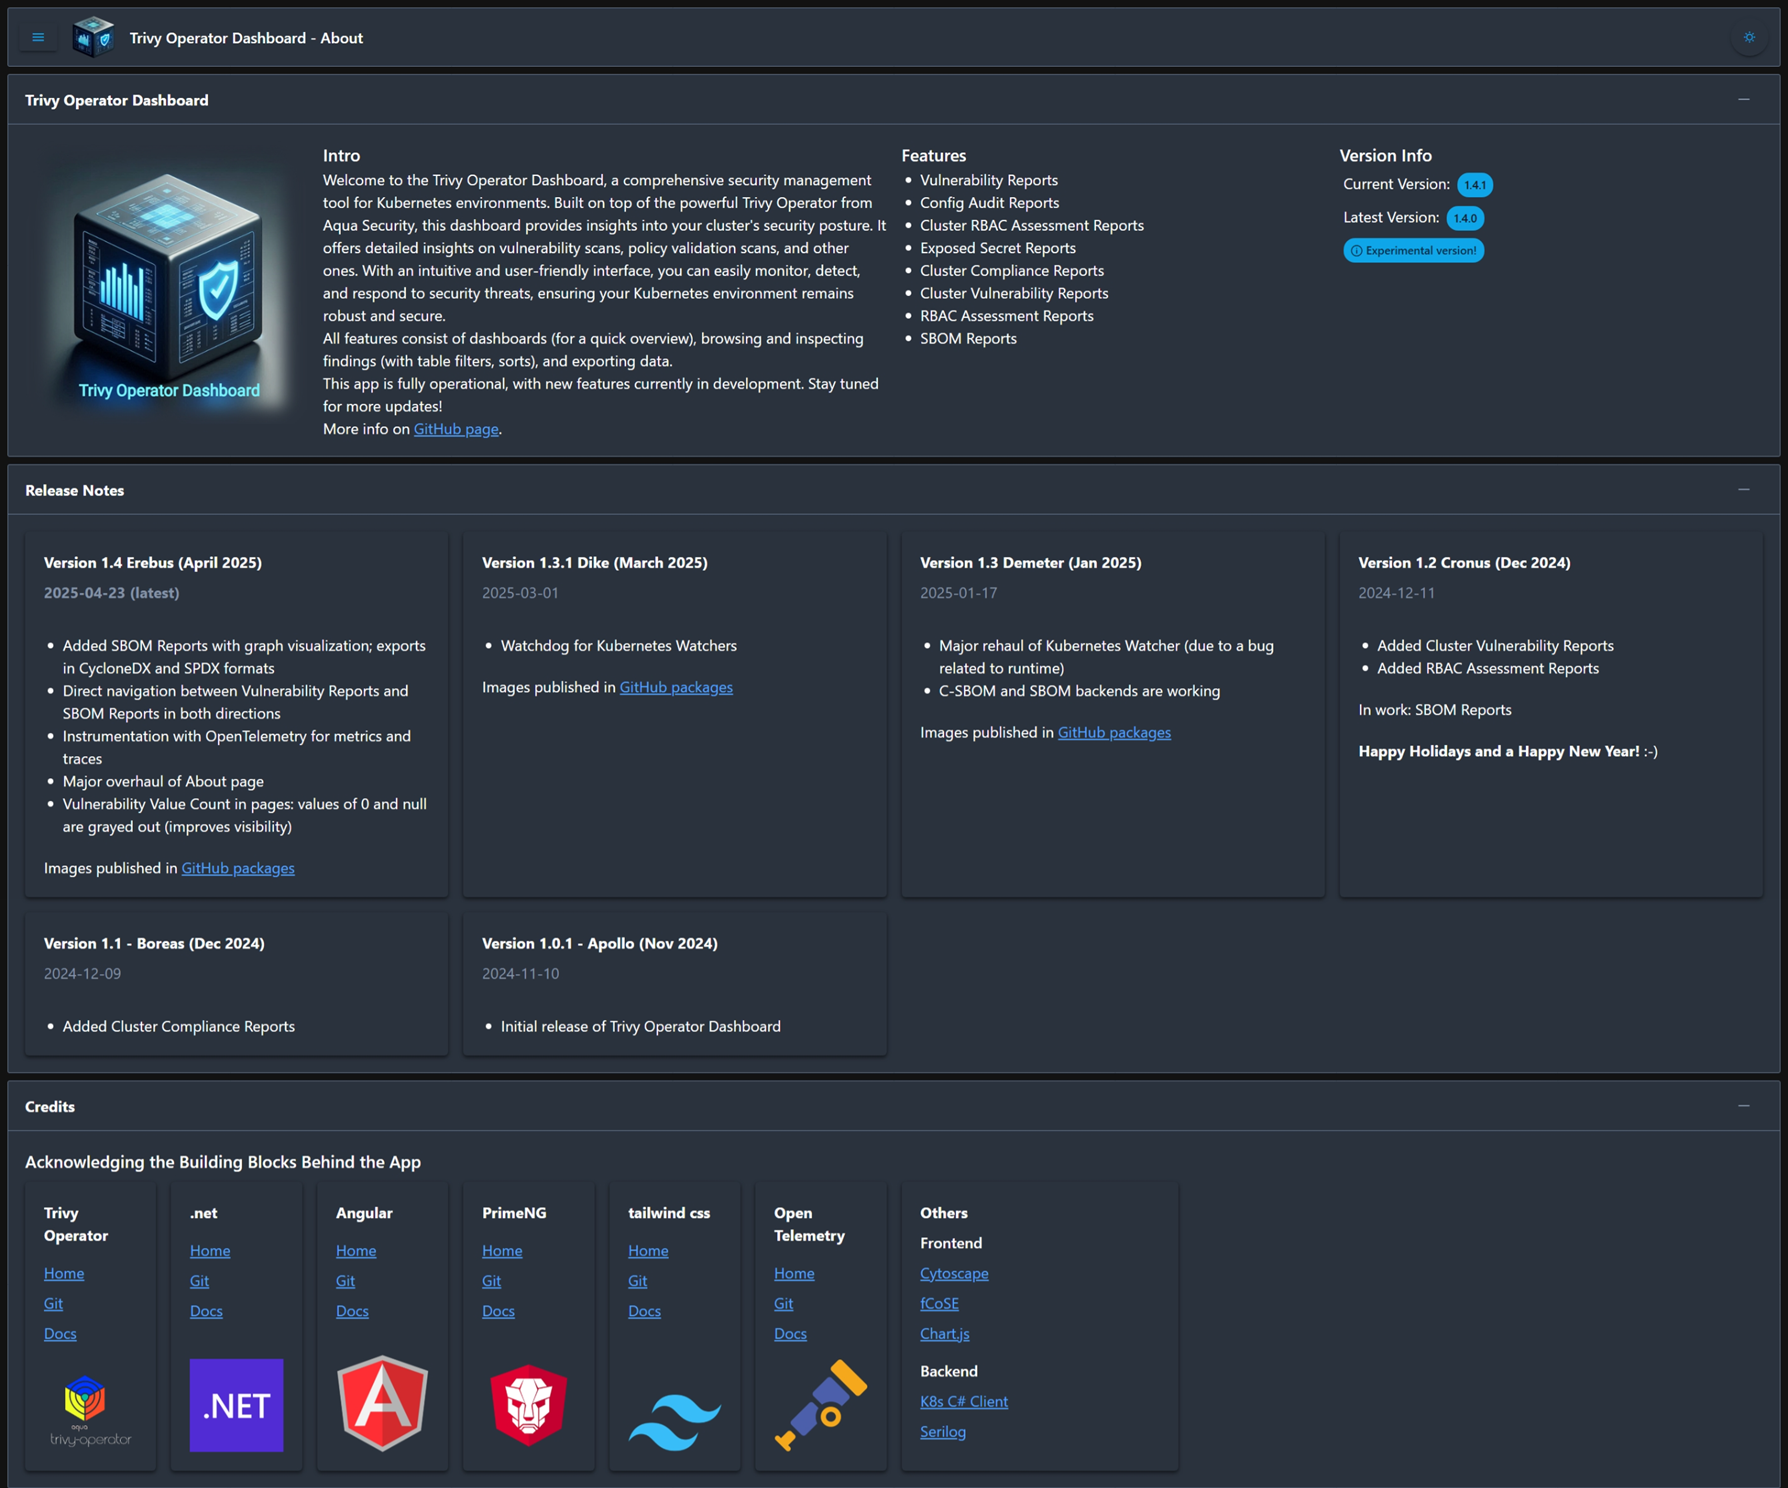 Trivy Operator Dashboard - About
Trivy Operator Dashboard
Trivy Operator Dashboard
Intro
Welcome to the Trivy Operator Dashboard, a comprehensive security management
tool for Kubernetes environments. Built on top of the powerful Trivy Operator from
Aqua Security, this dashboard provides insights into your cluster's security posture. It
offers detailed insights on vulnerability scans, policy validation scans, and other
ones. With an intuitive and user-friendly interface, you can easily monitor, detect,
and respond to security threats, ensuring your Kubernetes environment remains
robust and secure.
All features consist of dashboards (for a quick overview), browsing and inspecting
findings (with table filters, sorts), and exporting data.
This app is fully operational, with new features currently in development. Stay tuned
for more updates!
More info on GitHub page.
Features
• Vulnerability Reports
• Config Audit Reports
• Cluster RBAC Assessment Reports
• Exposed Secret Reports
• Cluster Compliance Reports
• Cluster Vulnerability Reports
• RBAC Assessment Reports
• SBOM Reports
Version Info
Current Version: 1.4.1
Latest Version: 1.4.0
Experimental version!
Release Notes
Version 1.4 Erebus (April 2025)
2025-04-23 (latest)
• Added SBOM Reports with graph visualization; exports
in CycloneDX and SPDX formats
• Direct navigation between Vulnerability Reports and
SBOM Reports in both directions
• Instrumentation with OpenTelemetry for metrics and
traces
• Major overhaul of About page
• Vulnerability Value Count in pages: values of 0 and null
are grayed out (improves visibility)
Images published in GitHub packages
Version 1.3.1 Dike (March 2025)
2025-03-01
• Watchdog for Kubernetes Watchers
Images published in GitHub packages
Version 1.3 Demeter (Jan 2025)
2025-01-17
• Major rehaul of Kubernetes Watcher (due to a bug
related to runtime)
• C-SBOM and SBOM backends are working
Images published in GitHub packages
Version 1.2 Cronus (Dec 2024)
2024-12-11
• Added Cluster Vulnerability Reports
• Added RBAC Assessment Reports
In work: SBOM Reports
Happy Holidays and a Happy New Year! :-)
Version 1.1 - Boreas (Dec 2024)
2024-12-09
• Added Cluster Compliance Reports
Version 1.0.1 - Apollo (Nov 2024)
2024-11-10
• Initial release of Trivy Operator Dashboard
Credits
Acknowledging the Building Blocks Behind the App
Trivy
Operator
Home
Git
Docs
aqua
trivy-operator
.net
Home
Git
Docs
.NET
Angular
Home
Git
Docs
A
PrimeNG
Home
Git
Docs
tailwind css
Home
Git
Docs
Open
Telemetry
Home
Git
Docs
Others
Frontend
Cytoscape
fCoSE
Chart.js
Backend
K8s C# Client
Serilog